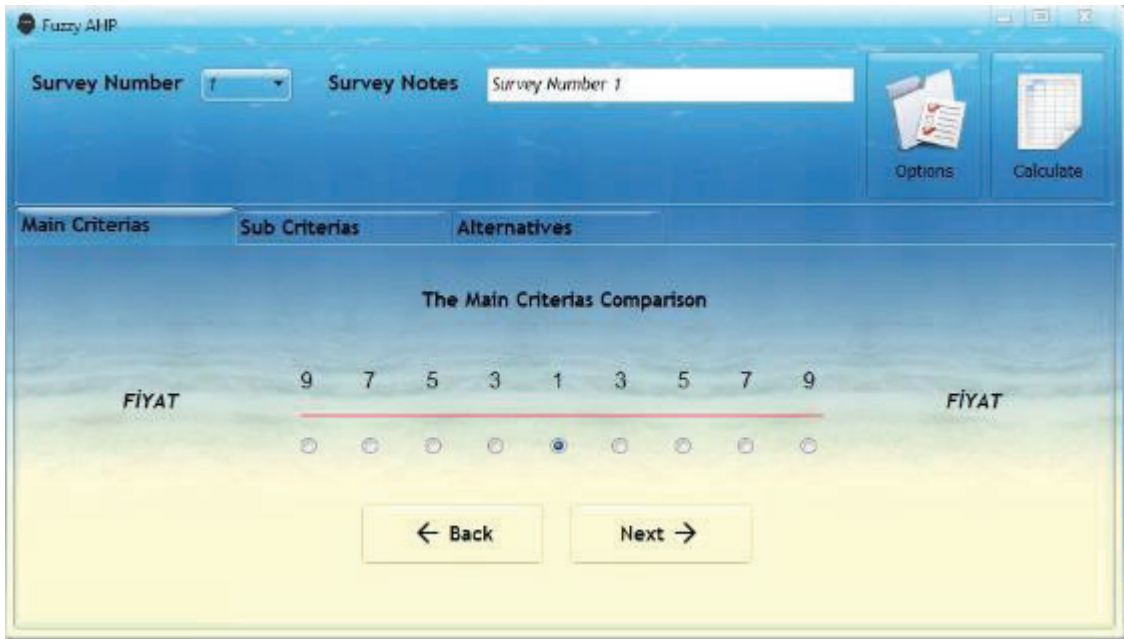 Fuzzy AHP
Survey Number 1 Survey Notes Survey Number 1
Options Calculate
Main Criterias Sub Criterias Alternatives
The Main Criterias Comparison
9 7 5 3 1 3 5 7 9
FİYAT FİYAT
← Back Next →